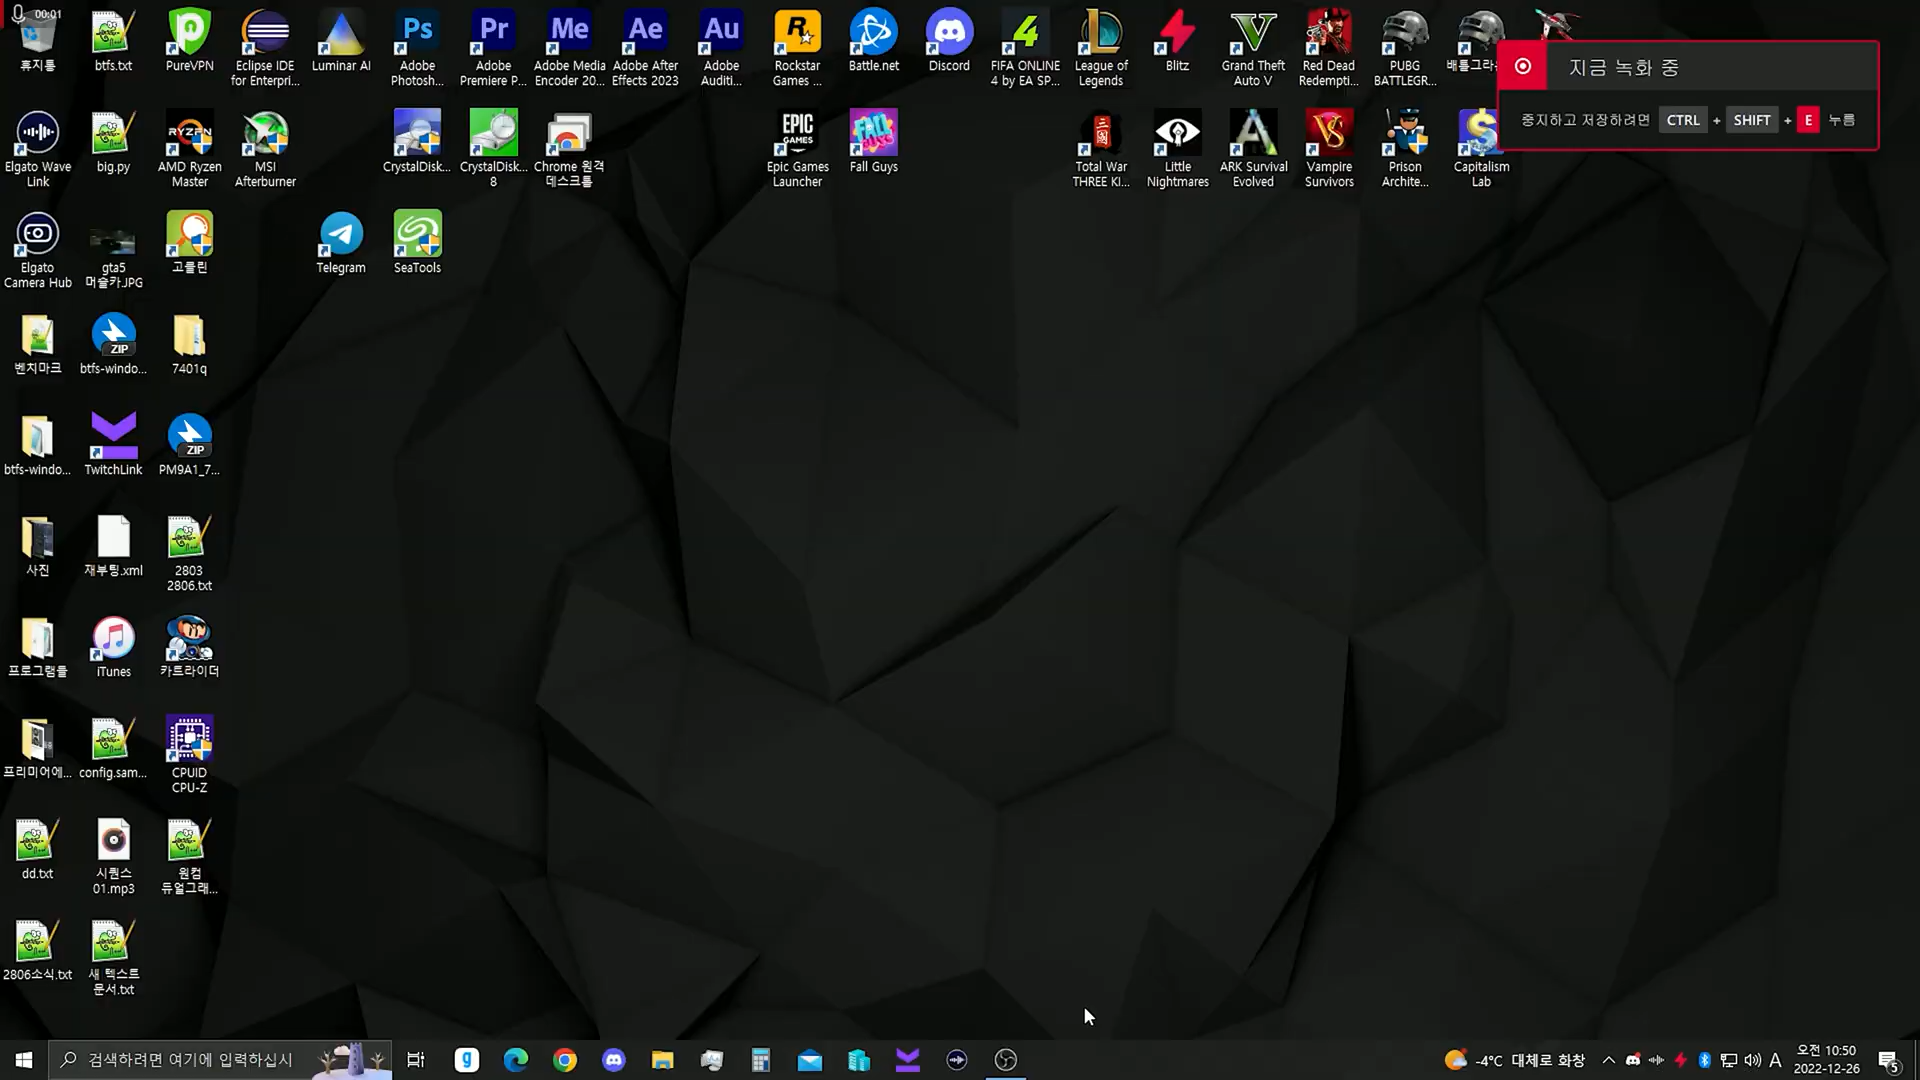 00:01
휴지통
btfs.txt
PureVPN
Eclipse IDE
for Enterpri...
Luminar AI
Ps
Adobe
Photosh...
Pr
Adobe
Premiere P...
Me
Adobe Media
Encoder 20...
Ae
Adobe After
Effects 2023
Au
Adobe
Auditi...
R
Rockstar
Games ...
Battle.net
Discord
4
FIFA ONLINE
4 by EA SP...
League of
Legends
Blitz
V
Grand Theft
Auto V
Red Dead
Redempti...
PUBG
BATTLEGR...
지금 녹화 중
중지하고 저장하려면 CTRL + SHIFT + E 누름
Elgato Wave
Link
big.py
RYZEN
AMD Ryzen
Master
MSI
Afterburner
CrystalDisk...
CrystalDisk...
8
Chrome 원격
데스크톱
EPIC
GAMES
Epic Games
Launcher
FALL
GUYS
Fall Guys
Total War
THREE KI...
Little
Nightmares
ARK Survival
Evolved
VS
Vampire
Survivors
Prison
Archite...
Capitalism
Lab
Elgato
Camera Hub
gta5
머슬카.JPG
고클린
Telegram
SeaTools
벤치마크
ZIP
btfs-windo...
7401q
btfs-windo...
TwitchLink
ZIP
PM9A1_7...
사진
재부팅.xml
2803
2806.txt
프로그램들
iTunes
카트라이더
프리미어에...
config.sam...
CPUID
CPU-Z
dd.txt
시퀀스
01.mp3
원컴
듀얼그래...
2806소식.txt
새 텍스트
문서.txt
검색하려면 여기에 입력하십시
g
-4°C 대체로 화창
A
오전 10:50
2022-12-26
5